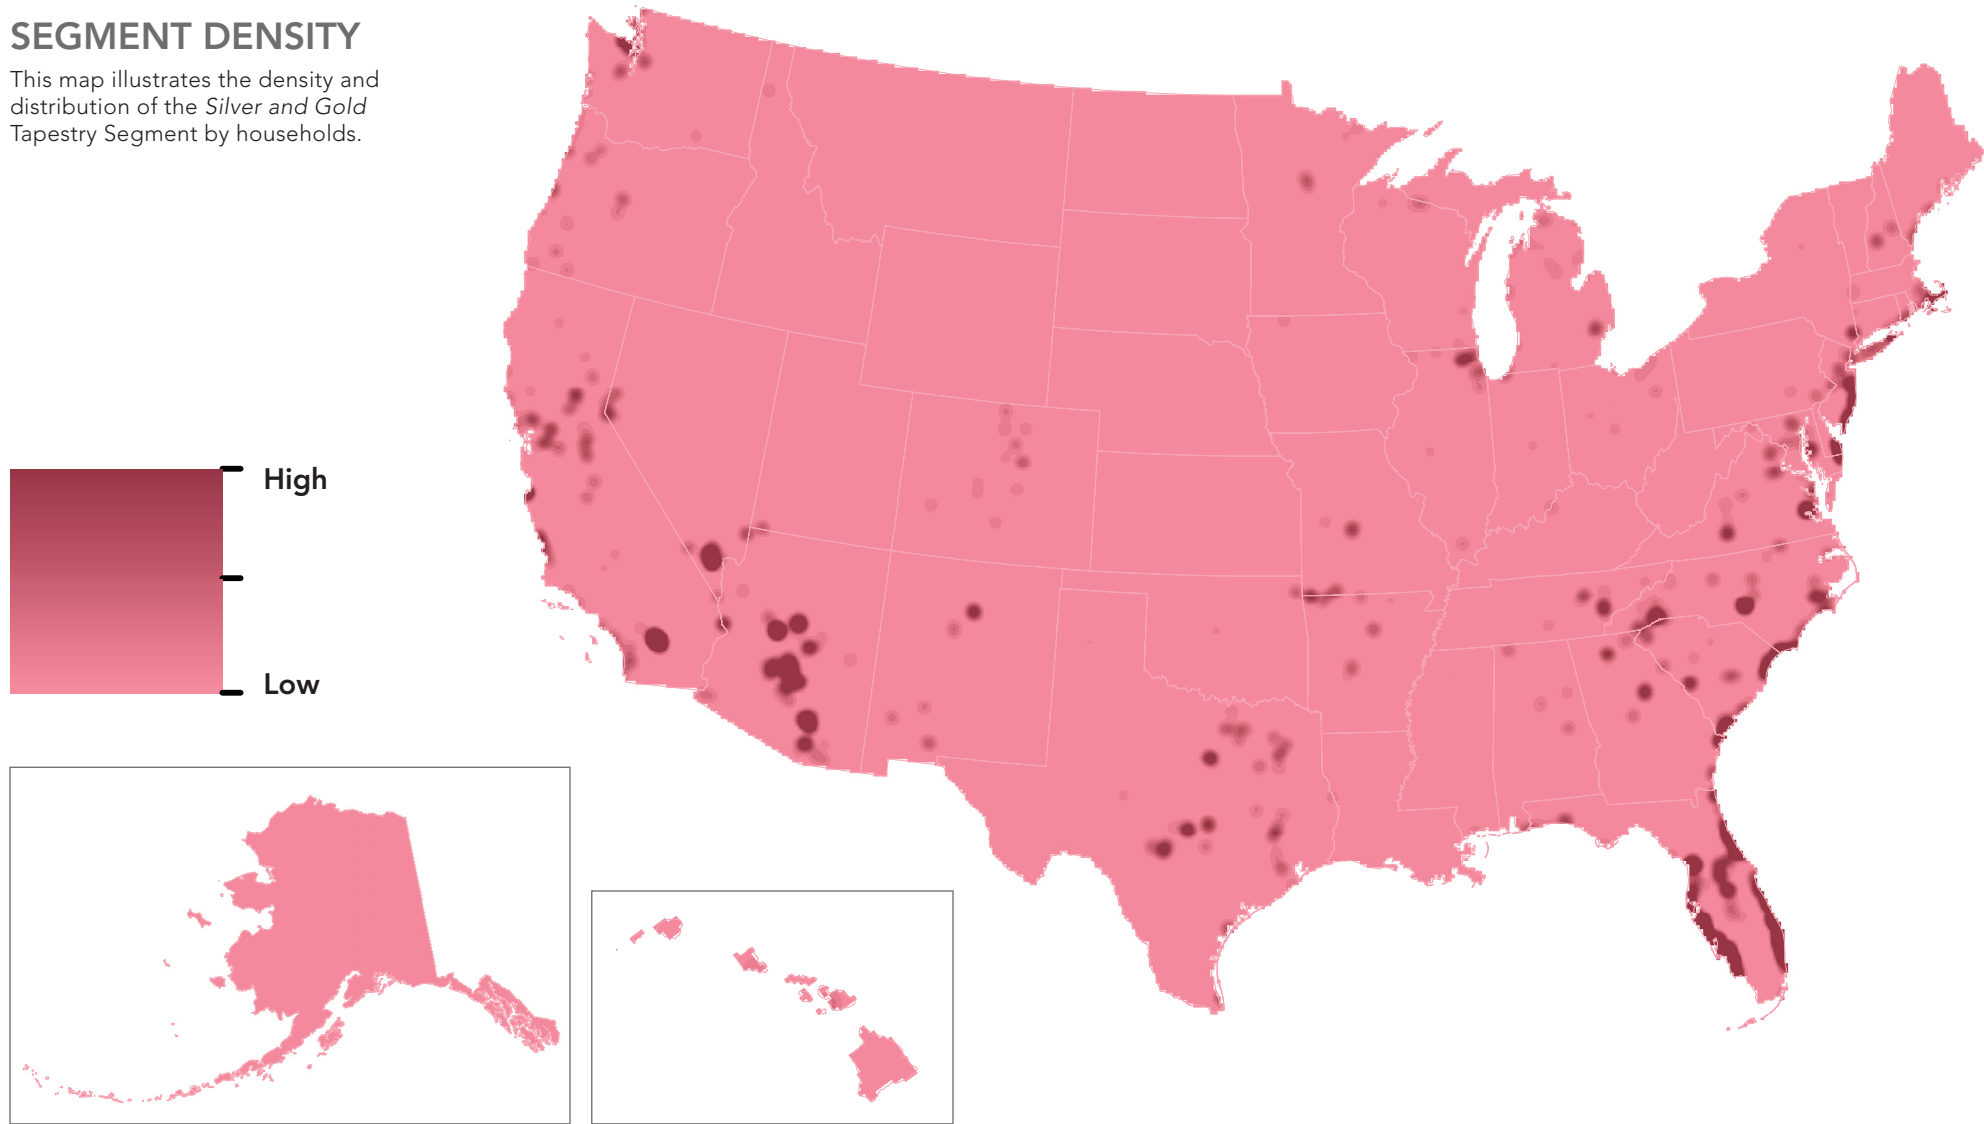 SEGMENT DENSITY
This map illustrates the density and
distribution of the Silver and Gold
Tapestry Segment by households.
High
Low